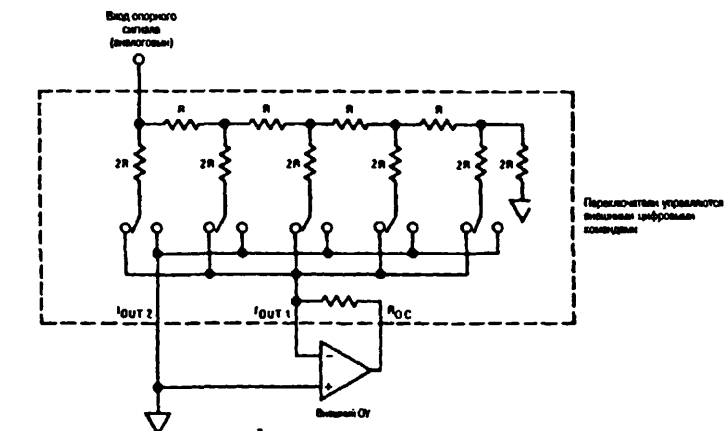 Вход опорного
сигнала
(аналоговый)
R
R
R
R
2R
2R
2R
2R
2R
2R
Переключатели управляются
внешними цифровыми
командами
IOUT 2
IOUT 1
RОС
−
+
Внешний ОУ